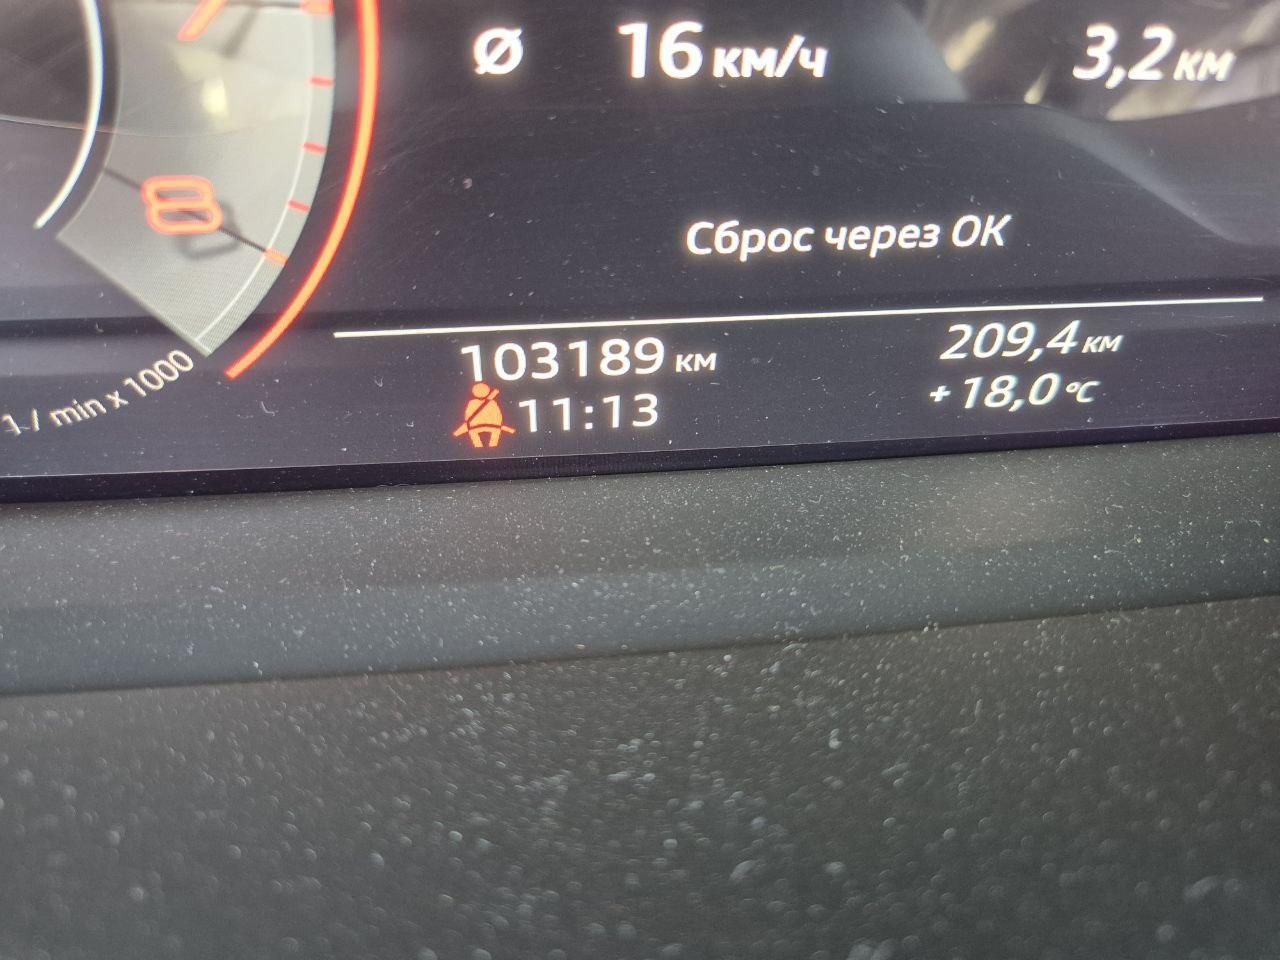 7
Ø 16 км/ч 3,2 км
8
Сброс через ОК
103189 км 209,4 км
11:13 + 18,0 °C
1 / min x 1000